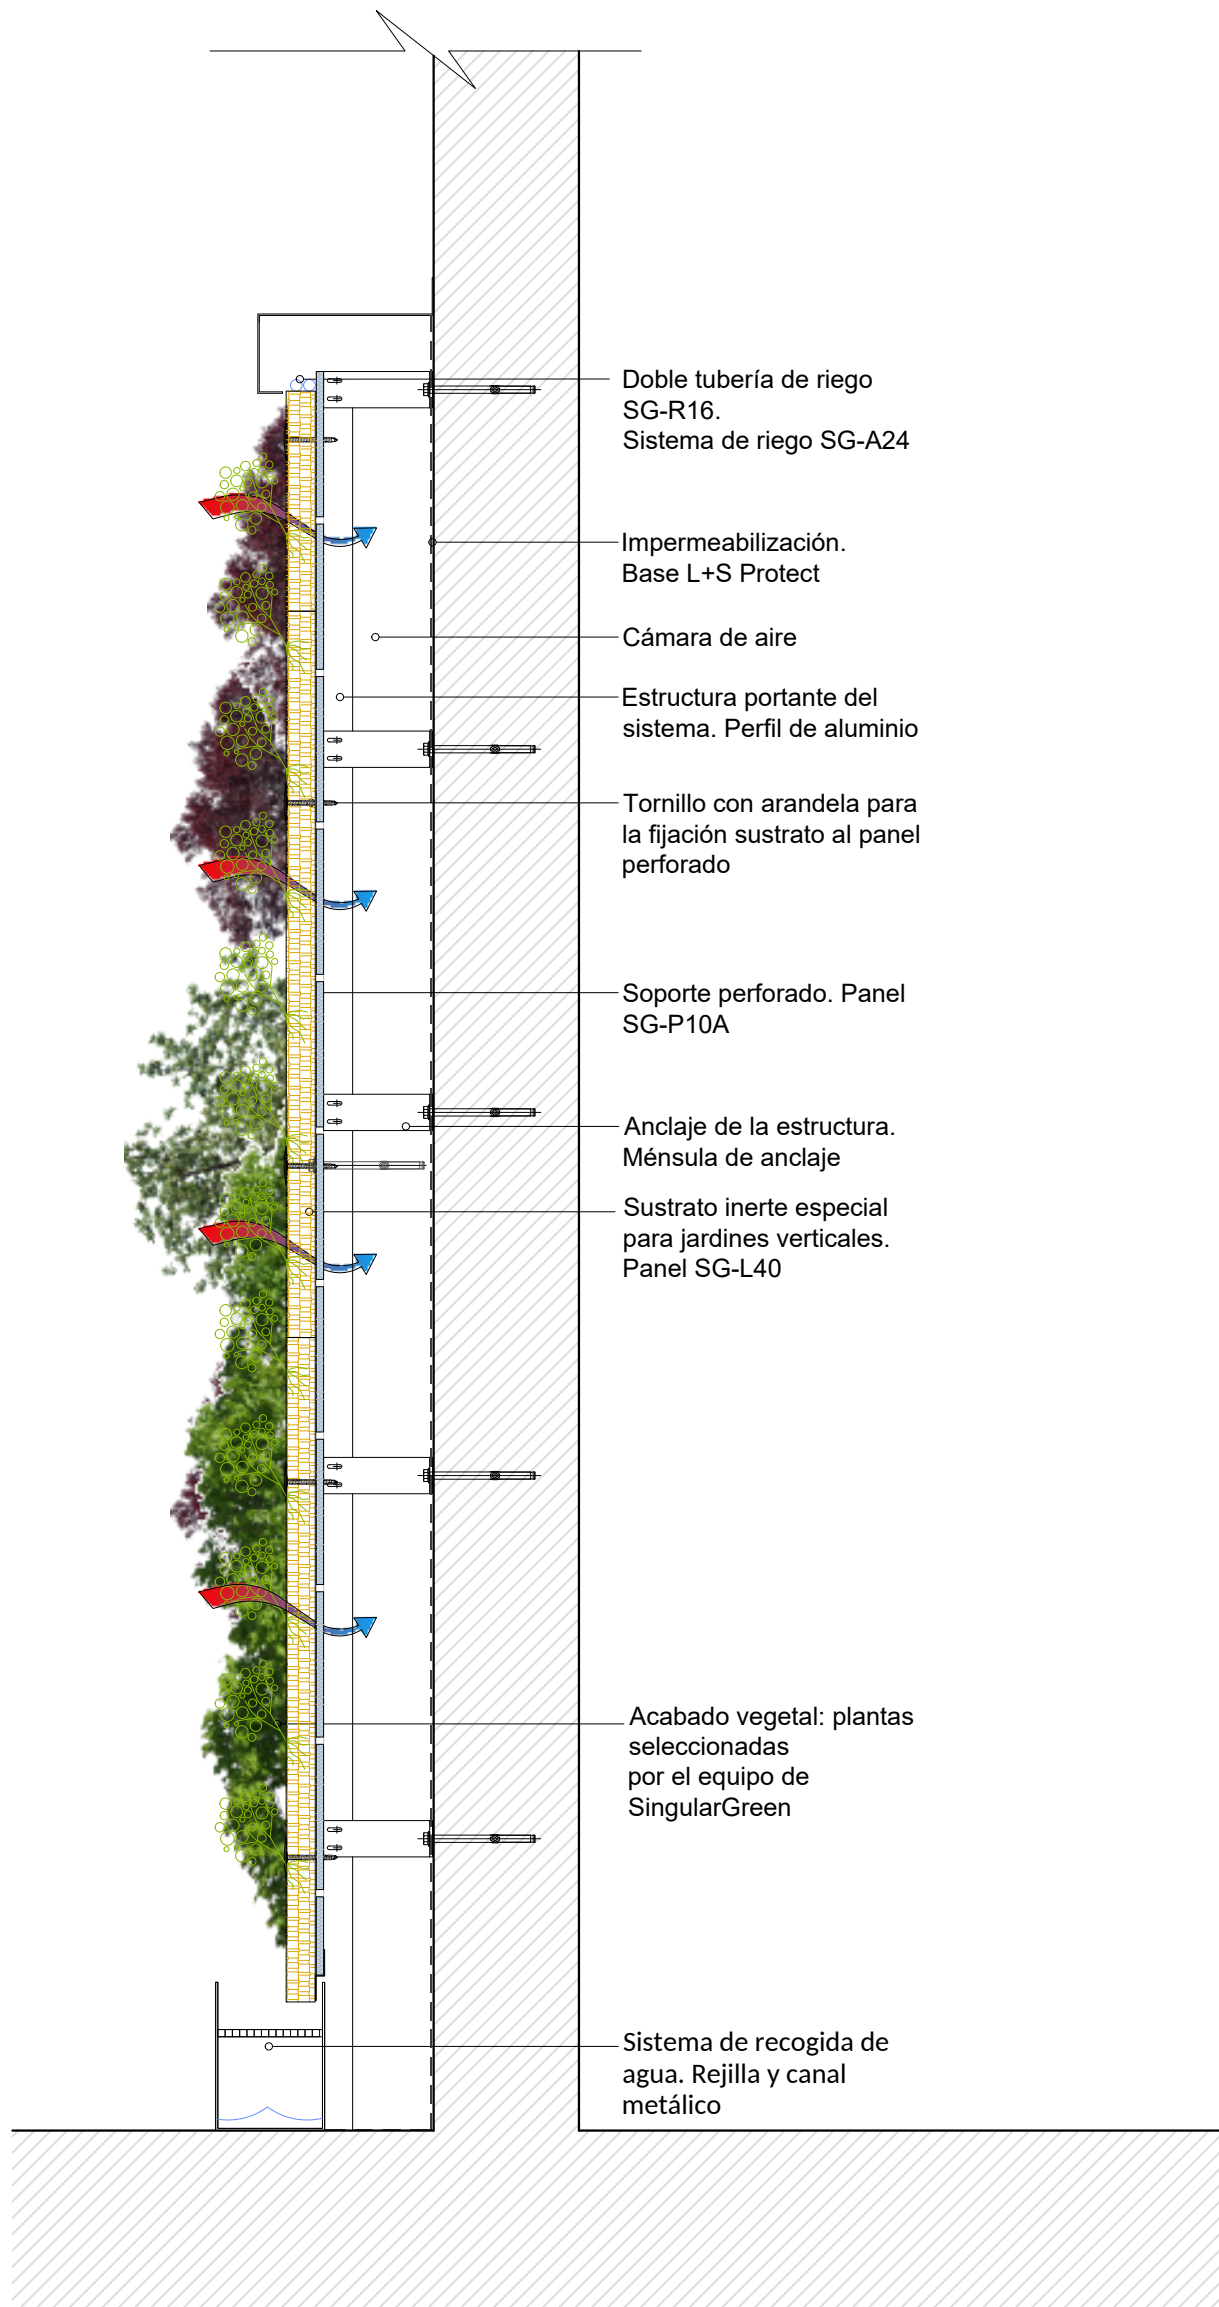 Doble tubería de riego
SG-R16.
Sistema de riego SG-A24
Impermeabilización.
Base L+S Protect
Cámara de aire
Estructura portante del
sistema. Perfil de aluminio
Tornillo con arandela para
la fijación sustrato al panel
perforado
Soporte perforado. Panel
SG-P10A
Anclaje de la estructura.
Ménsula de anclaje
Sustrato inerte especial
para jardines verticales.
Panel SG-L40
Acabado vegetal: plantas
seleccionadas
por el equipo de
SingularGreen
Sistema de recogida de
agua. Rejilla y canal
metálico